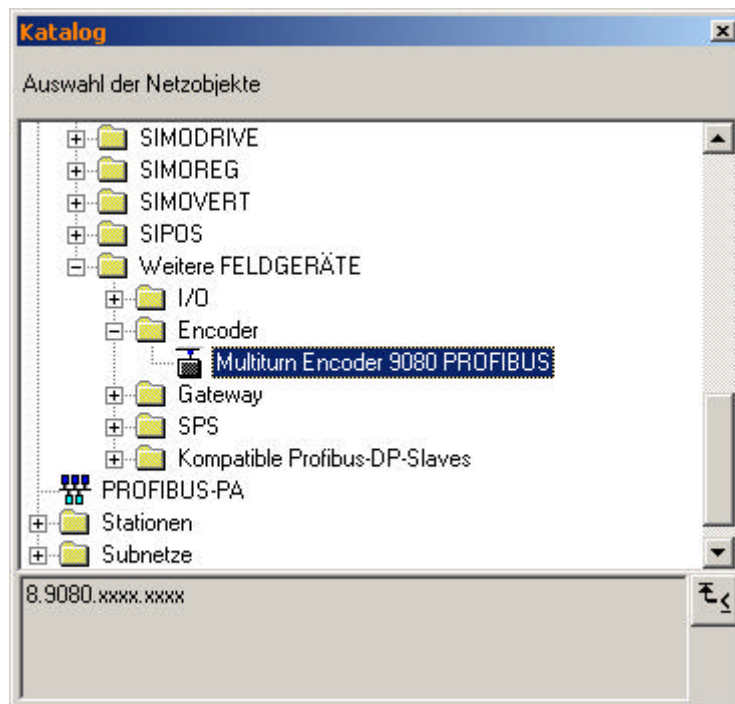 Katalog
Auswahl der Netzobjekte
SIMODRIVE
SIMOREG
SIMOVERT
SIPOS
Weitere FELDGERÄTE
I/O
Encoder
Multiturn Encoder 9080 PROFIBUS
Gateway
SPS
Kompatible Profibus-DP-Slaves
PROFIBUS-PA
Stationen
Subnetze
8.9080.xxxx.xxxx